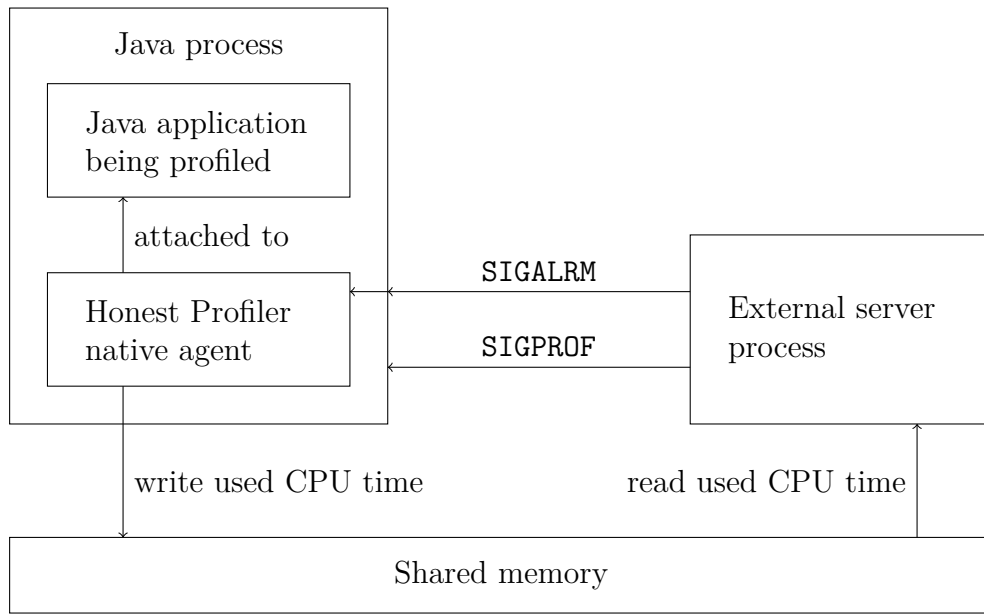 Java process
Java application
being profiled
attached to
Honest Profiler
native agent
SIGALRM
SIGPROF
External server
process
write used CPU time
read used CPU time
Shared memory